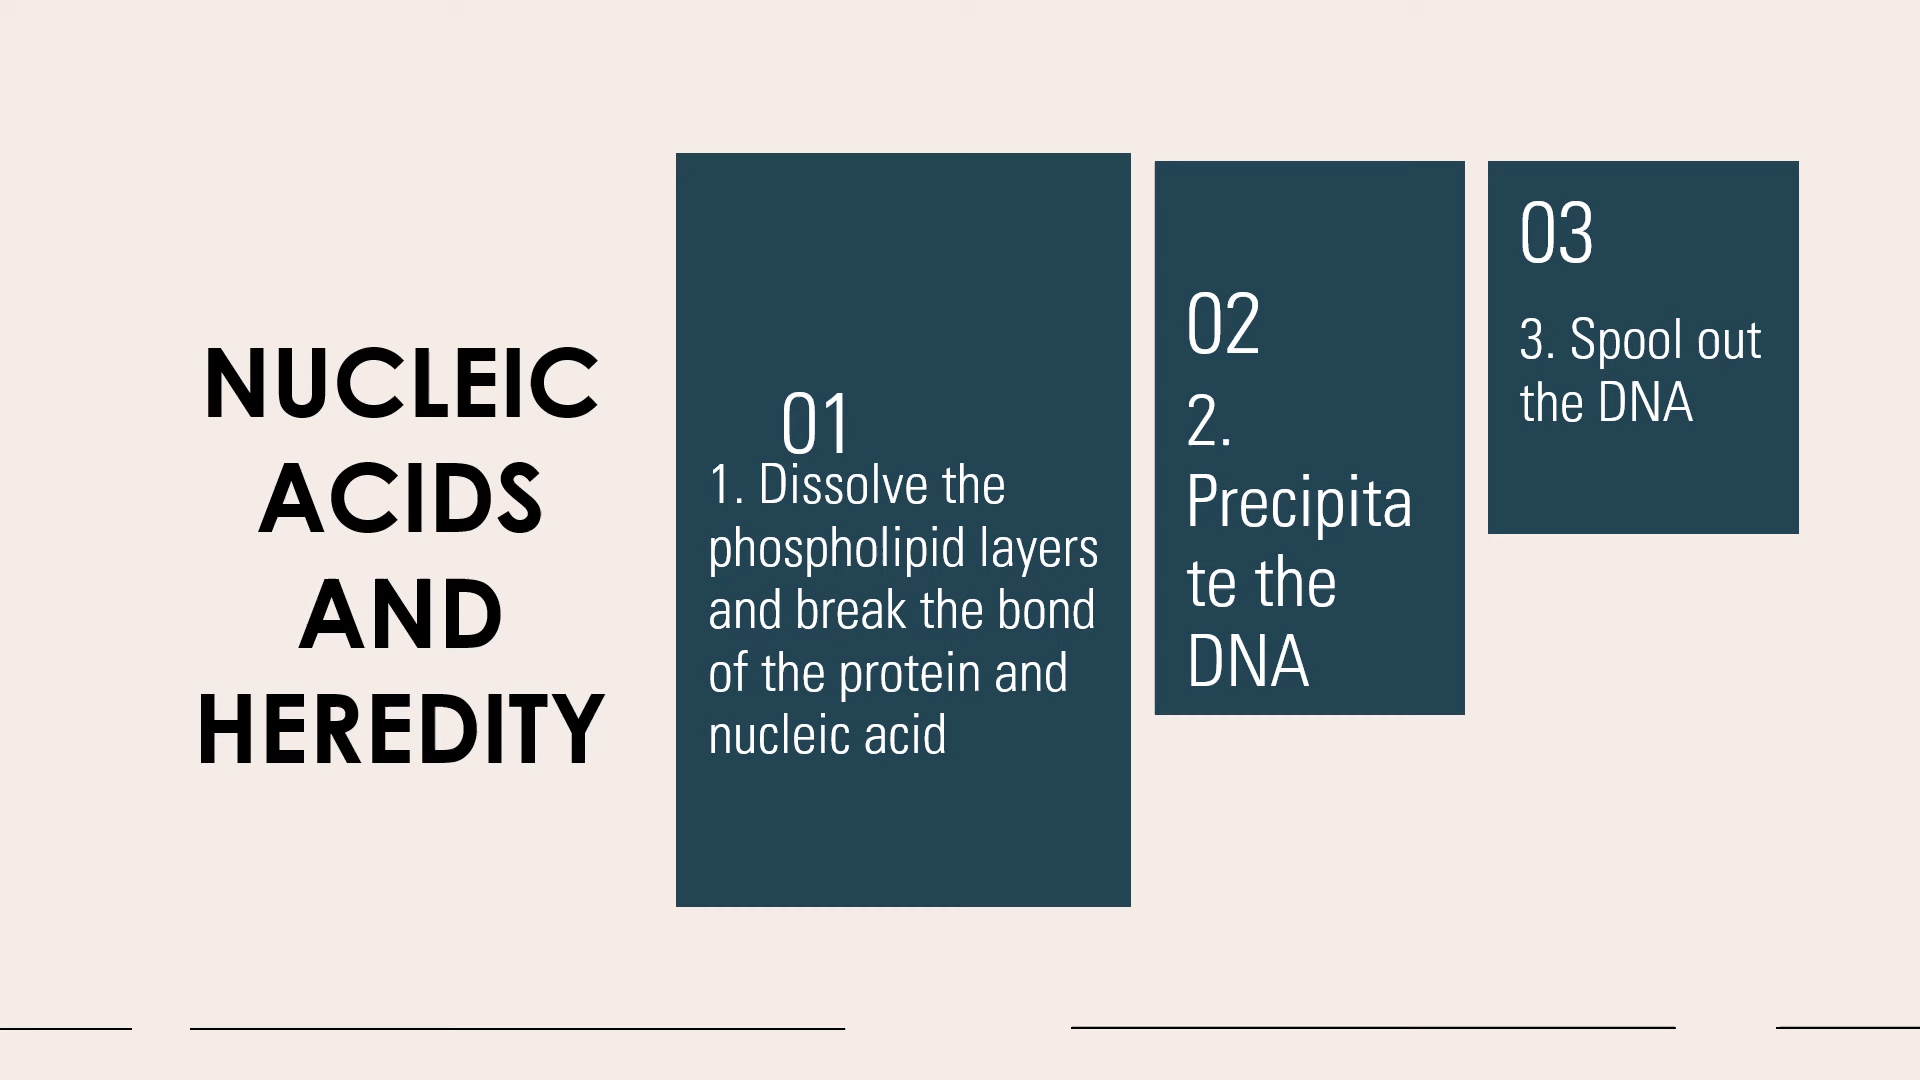 NUCLEIC
ACIDS
AND
HEREDITY
01
1. Dissolve the
phospholipid layers
and break the bond
of the protein and
nucleic acid
02
2.
Precipita
te the
DNA
03
3. Spool out
the DNA